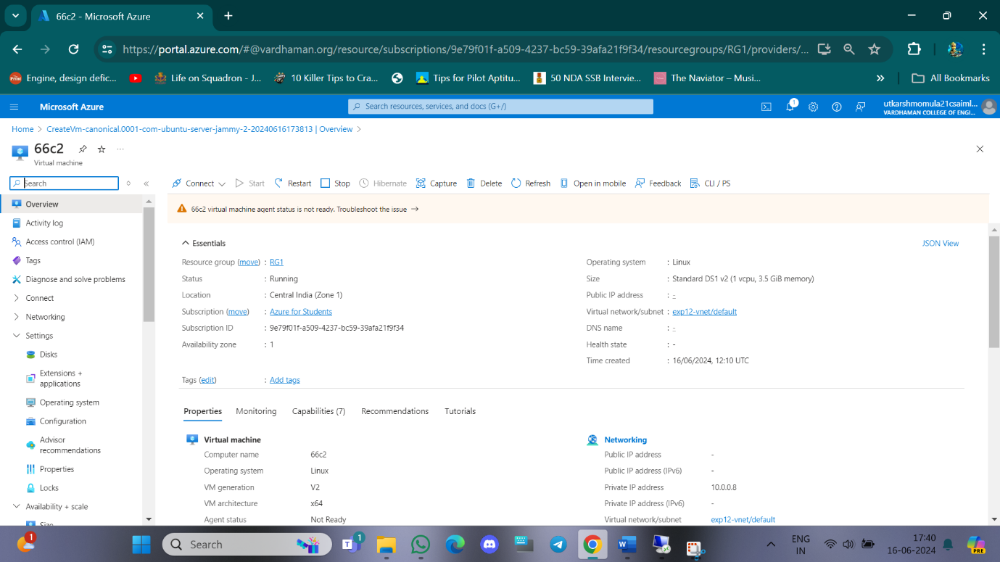 66c2 - Microsoft Azure
https://portal.azure.com/#@vardhaman.org/resource/subscriptions/9e79f01f-a509-4237-bc59-39afa21f9f34/resourcegroups/RG1/providers/...
Engine, design defic... Life on Squadron - J... 10 Killer Tips to Cra... Tips for Pilot Aptitu... 50 NDA SSB Intervie... The Naviator – Musi... » All Bookmarks
Microsoft Azure Search resources, services, and docs (G+/) 1 utkarshmomula21csaiml...
VARDHAMAN COLLEGE OF ENGI...
Home > CreateVm-canonical.0001-com-ubuntu-server-jammy-2-20240616173813 | Overview >
66c2 ...
Virtual machine
Search
Connect Start Restart Stop Hibernate Capture Delete Refresh Open in mobile Feedback CLI / PS
66c2 virtual machine agent status is not ready. Troubleshoot the issue →
Overview
Activity log
Access control (IAM)
Tags
Diagnose and solve problems
Connect
Networking
Settings
Disks
Extensions +
applications
Operating system
Configuration
Advisor
recommendations
Properties
Locks
Availability + scale
Size
Essentials JSON View
Resource group (move) : RG1
Status : Running
Location : Central India (Zone 1)
Subscription (move) : Azure for Students
Subscription ID : 9e79f01f-a509-4237-bc59-39afa21f9f34
Availability zone : 1
Operating system : Linux
Size : Standard DS1 v2 (1 vcpu, 3.5 GiB memory)
Public IP address : -
Virtual network/subnet : exp12-vnet/default
DNS name : -
Health state : -
Time created : 16/06/2024, 12:10 UTC
Tags (edit) : Add tags
Properties Monitoring Capabilities (7) Recommendations Tutorials
Virtual machine
Computer name 66c2
Operating system Linux
VM generation V2
VM architecture x64
Agent status Not Ready
Networking
Public IP address -
Public IP address (IPv6) -
Private IP address 10.0.0.8
Private IP address (IPv6) -
Virtual network/subnet exp12-vnet/default
1 Search 1 ENG 17:40
IN 16-06-2024 PRE